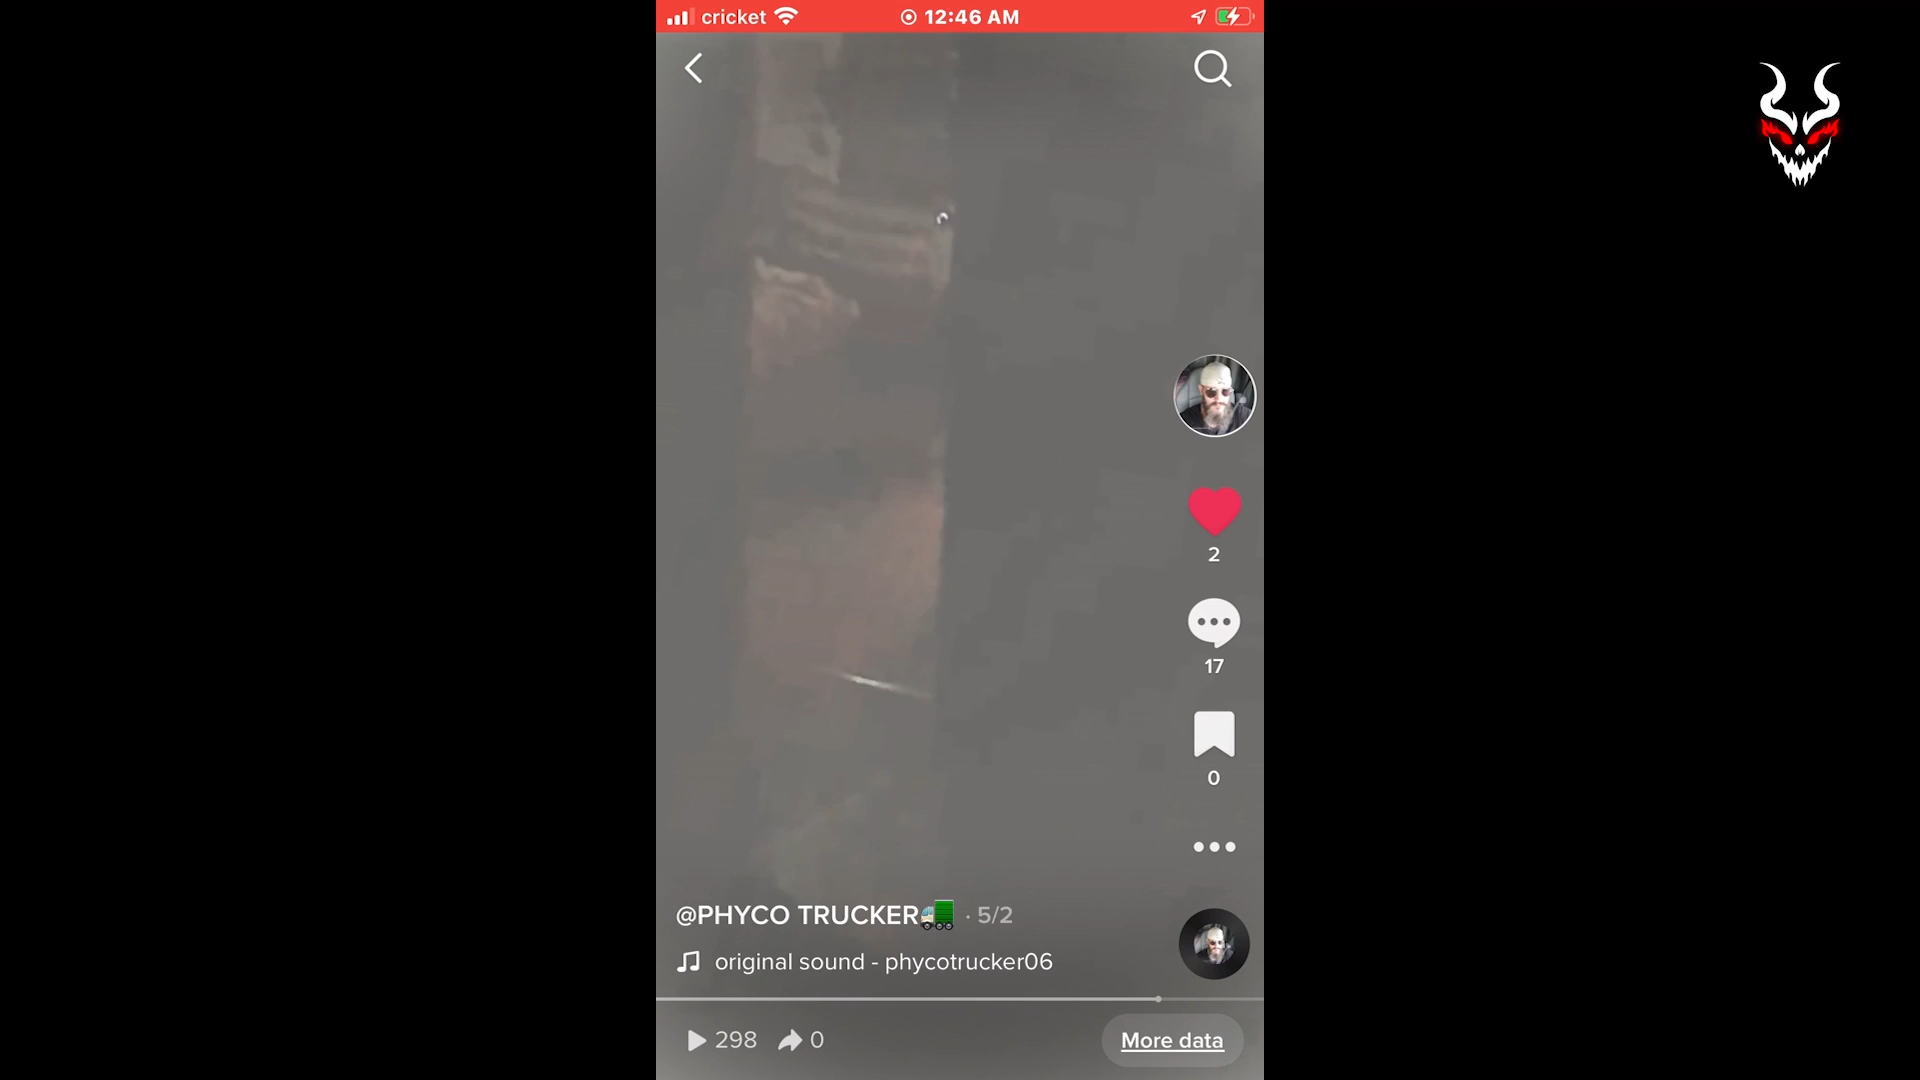 cricket 12:46 AM
2
17
0
@PHYCO TRUCKER🚛 · 5/2
original sound - phycotrucker06
298 0
More data